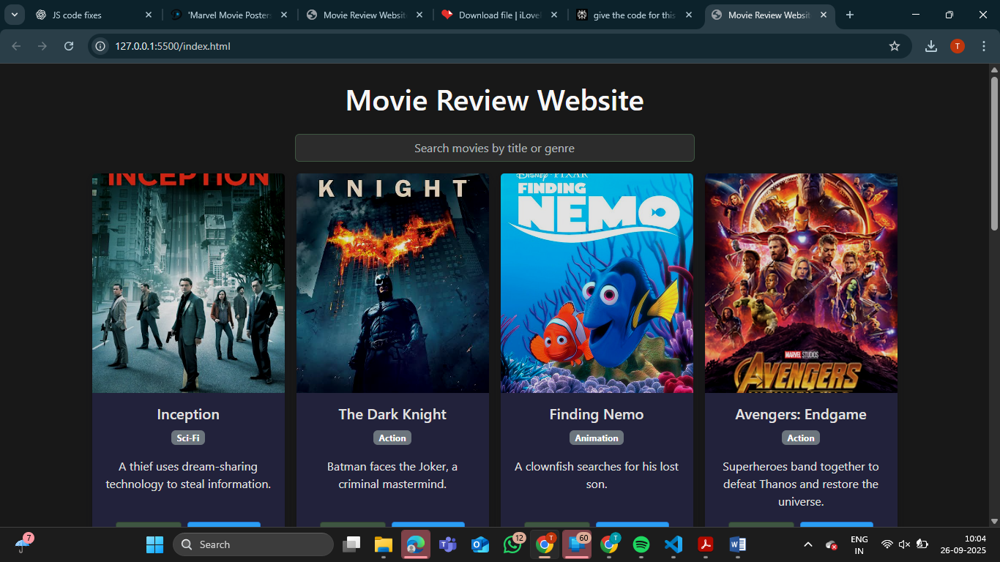 JS code fixes
'Marvel Movie Posters
Movie Review Websit
Download file | iLove
give the code for this
Movie Review Websit
127.0.0.1:5500/index.html
T
Movie Review Website
Search movies by title or genre
INCEPTION
KNIGHT
DISNEY · PIXAR
FINDING
NEMO
MARVEL STUDIOS
AVENGERS
Inception
The Dark Knight
Finding Nemo
Avengers: Endgame
Sci-Fi
Action
Animation
Action
A thief uses dream-sharing
technology to steal information.
Batman faces the Joker, a
criminal mastermind.
A clownfish searches for his lost
son.
Superheroes band together to
defeat Thanos and restore the
universe.
7
Search
12
T
60
T
ENG
IN
10:04
26-09-2025